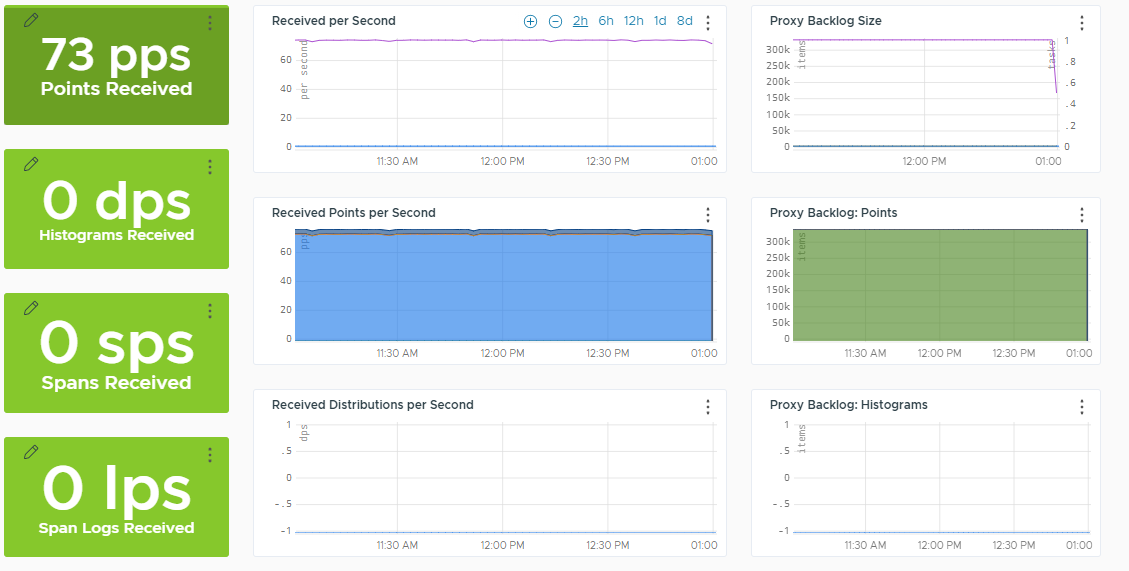 73 pps
Points Received
0 dps
Histograms Received
0 sps
Spans Received
0 lps
Span Logs Received
Received per Second
2h 6h 12h 1d 8d
per second
60
40
20
0
11:30 AM 12:00 PM 12:30 PM 01:00
Proxy Backlog Size
items
tasks
300k
250k
200k
150k
100k
50k
0
1
.8
.6
.4
.2
0
12:00 PM 01:00
Received Points per Second
pps
60
40
20
0
11:30 AM 12:00 PM 12:30 PM 01:00
Proxy Backlog: Points
items
300k
250k
200k
150k
100k
50k
0
11:30 AM 12:00 PM 12:30 PM 01:00
Received Distributions per Second
dps
1
.5
0
-.5
-1
11:30 AM 12:00 PM 12:30 PM 01:00
Proxy Backlog: Histograms
items
1
.5
0
-.5
-1
11:30 AM 12:00 PM 12:30 PM 01:00